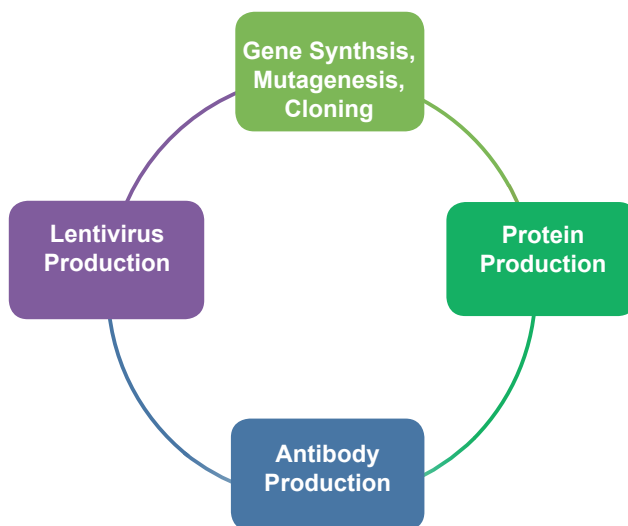 Gene Synthsis,
Mutagenesis,
Cloning
Lentivirus
Production
Protein
Production
Antibody
Production